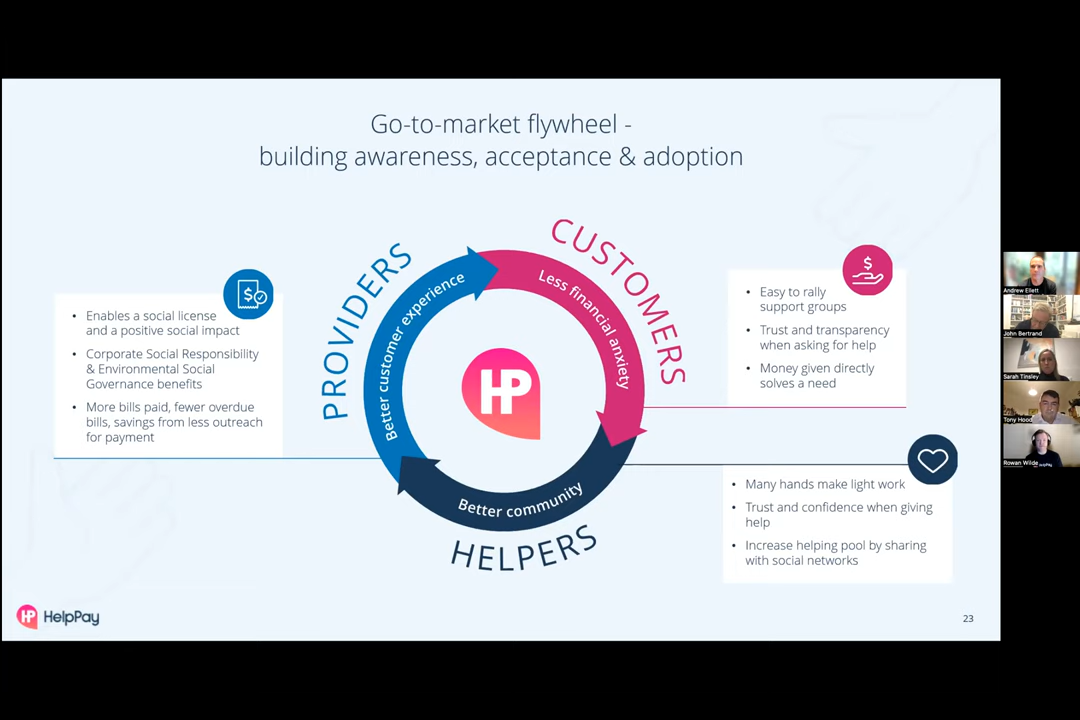 Go-to-market flywheel -
building awareness, acceptance & adoption
PROVIDERS
Better customer experience
CUSTOMERS
Less financial anxiety
HELPERS
Better community
HP
$
• Enables a social license
and a positive social impact
• Corporate Social Responsibility
& Environmental Social
Governance benefits
• More bills paid, fewer overdue
bills, savings from less outreach
for payment
$
• Easy to rally
support groups
• Trust and transparency
when asking for help
• Money given directly
solves a need
• Many hands make light work
• Trust and confidence when giving
help
• Increase helping pool by sharing
with social networks
HP HelpPay
23
Andrew Ellett
John Bertrand
Sarah Tinsley
Tony Hood
Rowan Wilde